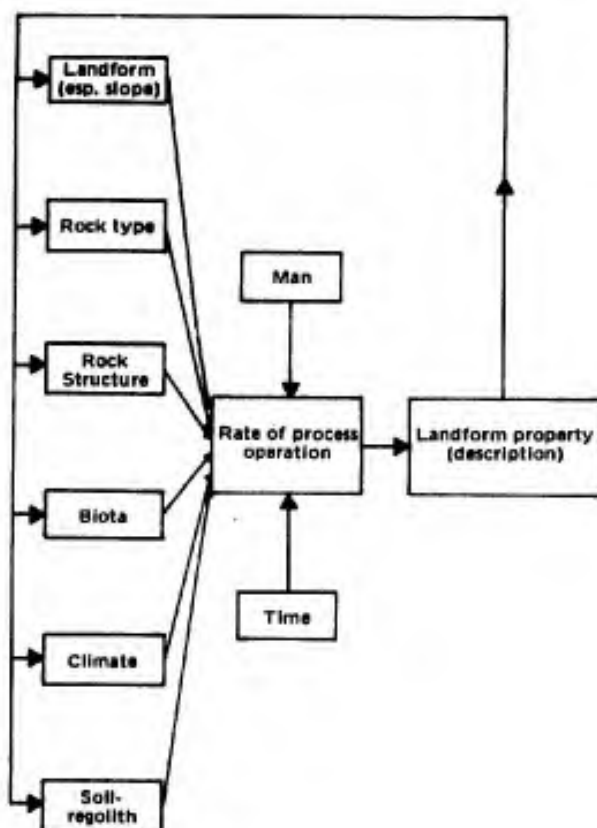 Landform
(esp. slope)
Rock type
Man
Rock
Structure
Rate of process
operation
Landform property
(description)
Biota
Time
Climate
Soil-
regolith